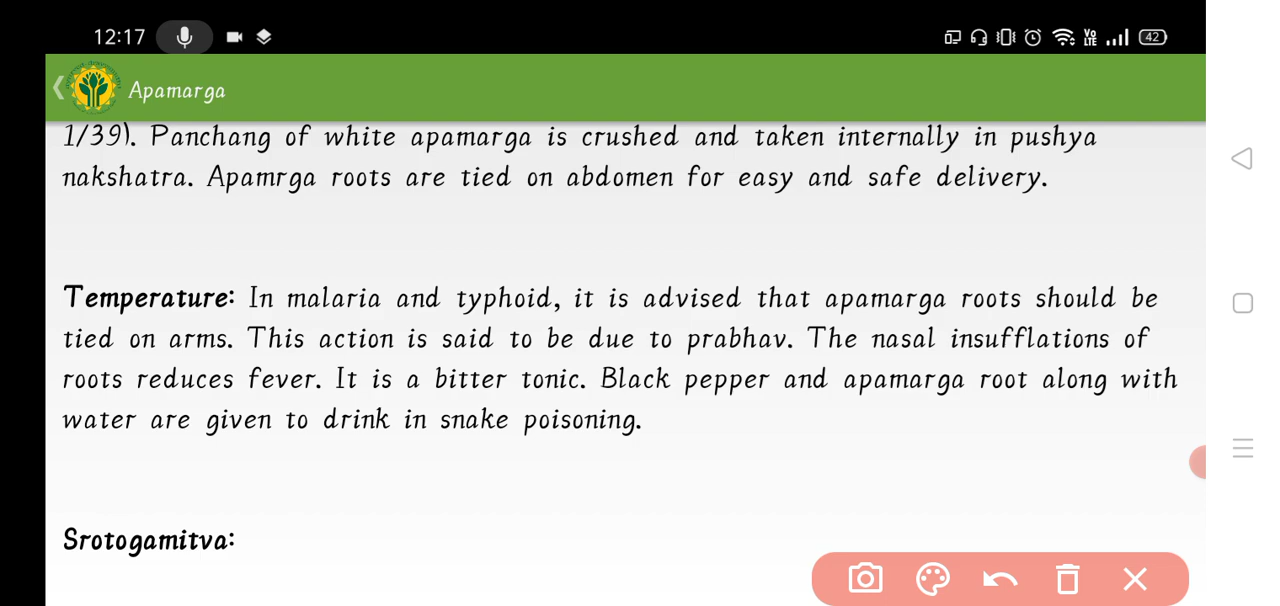 12:17
Vo LTE 42
Apamarga
1/39). Panchang of white apamarga is crushed and taken internally in pushya
nakshatra. Apamrga roots are tied on abdomen for easy and safe delivery.
Temperature: In malaria and typhoid, it is advised that apamarga roots should be
tied on arms. This action is said to be due to prabhav. The nasal insufflations of
roots reduces fever. It is a bitter tonic. Black pepper and apamarga root along with
water are given to drink in snake poisoning.
Srotogamitva: